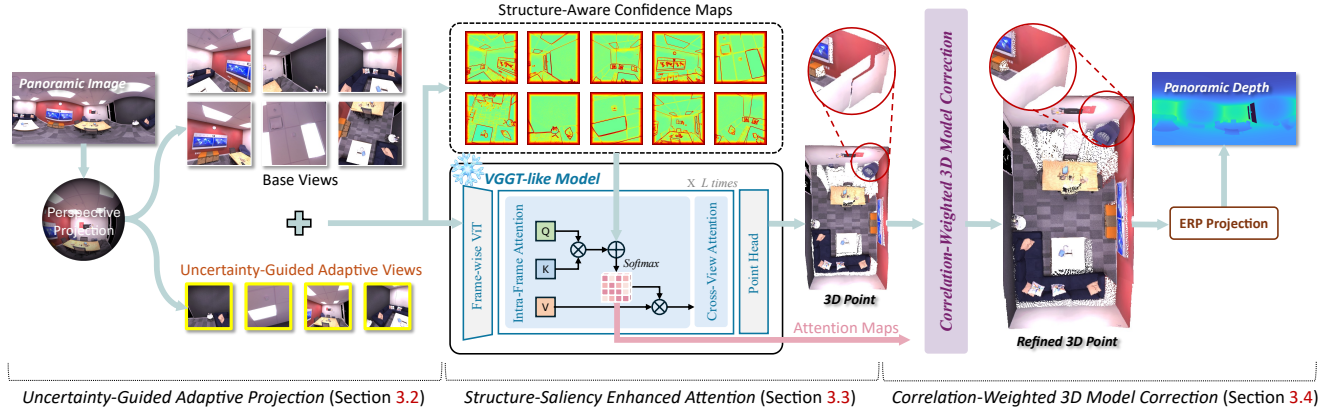 Structure-Aware Confidence Maps
Panoramic Image
Base Views
Perspective
Projection
Uncertainty-Guided Adaptive Views
VGGT-like Model
X L times
Frame-wise ViT
Intra-Frame Attention
Q
K
V
Softmax
Cross-View Attention
Point Head
3D Point
Attention Maps
Correlation-Weighted 3D Model Correction
Refined 3D Point
Panoramic Depth
ERP Projection
Uncertainty-Guided Adaptive Projection (Section 3.2)
Structure-Saliency Enhanced Attention (Section 3.3)
Correlation-Weighted 3D Model Correction (Section 3.4)